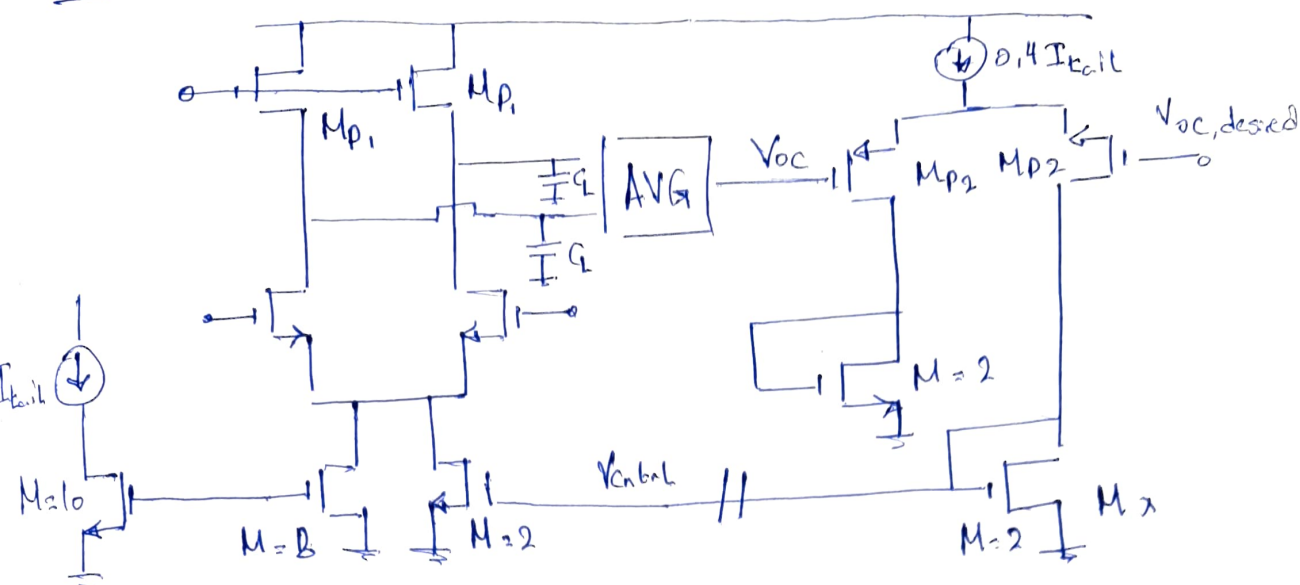 0,4 Itail
Mp1
Mp1
Voc,desired
Voc
Mp2
Mp2
CL
AVG
CL
Itail
M=2
Vcntrl
M=10
M=B
M=2
M=2
Mx